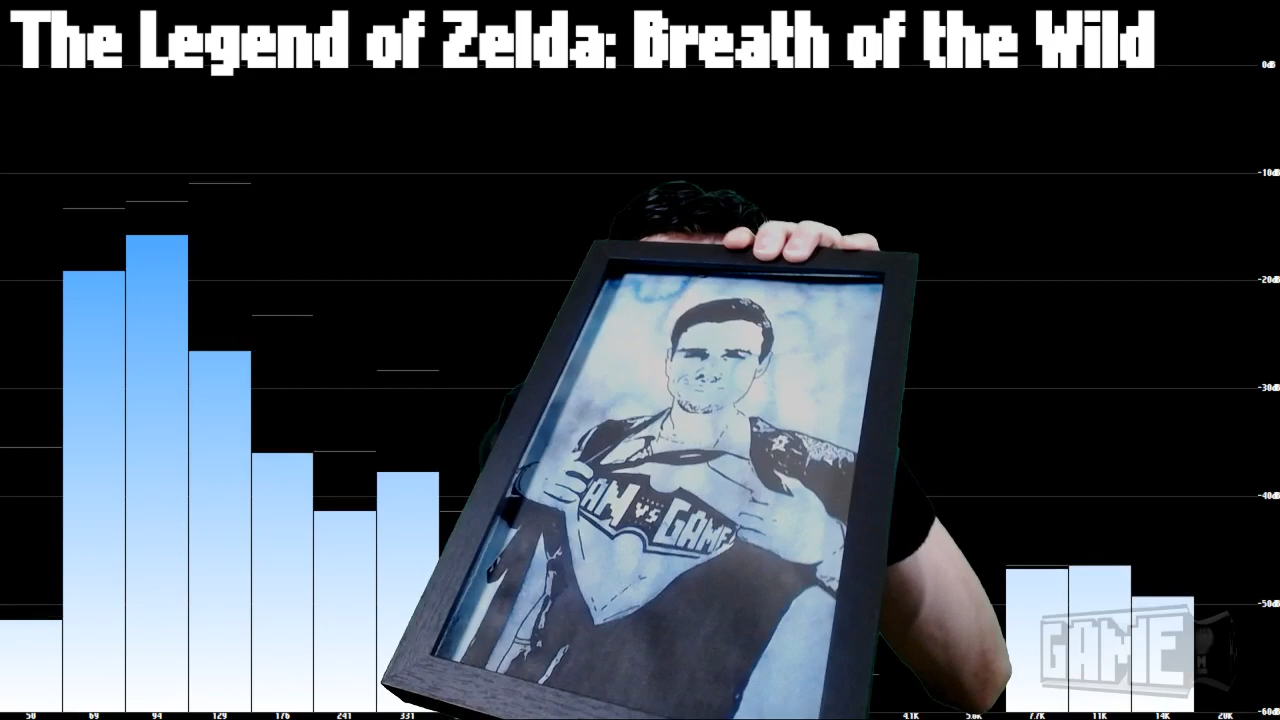 The Legend of Zelda: Breath of the Wild
0dB
-10dB
-20dB
-30dB
-40dB
-50dB
-60dB
AN VS GAME
GAME
50 69 94 129 176 241 331 4.1K 5.6K 7.7K 11K 14K 20K